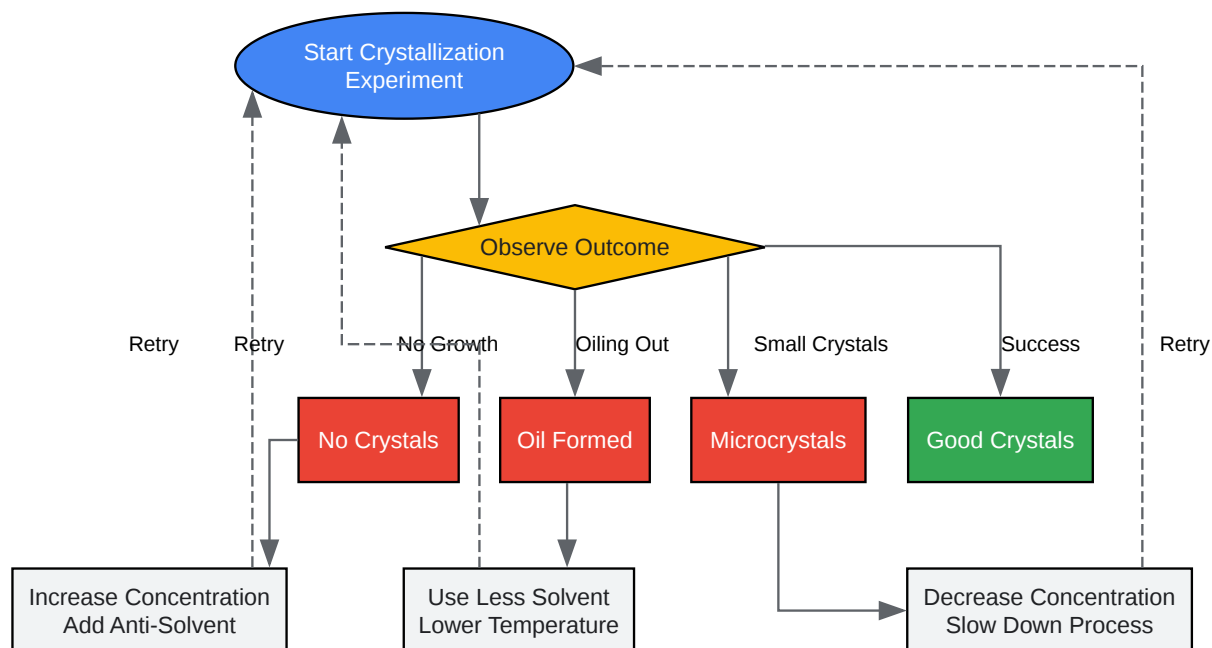 Start Crystallization
Experiment
Observe Outcome
Retry
Retry
No Growth
Oiling Out
Small Crystals
Success
Retry
No Crystals
Oil Formed
Microcrystals
Good Crystals
Increase Concentration
Add Anti-Solvent
Use Less Solvent
Lower Temperature
Decrease Concentration
Slow Down Process